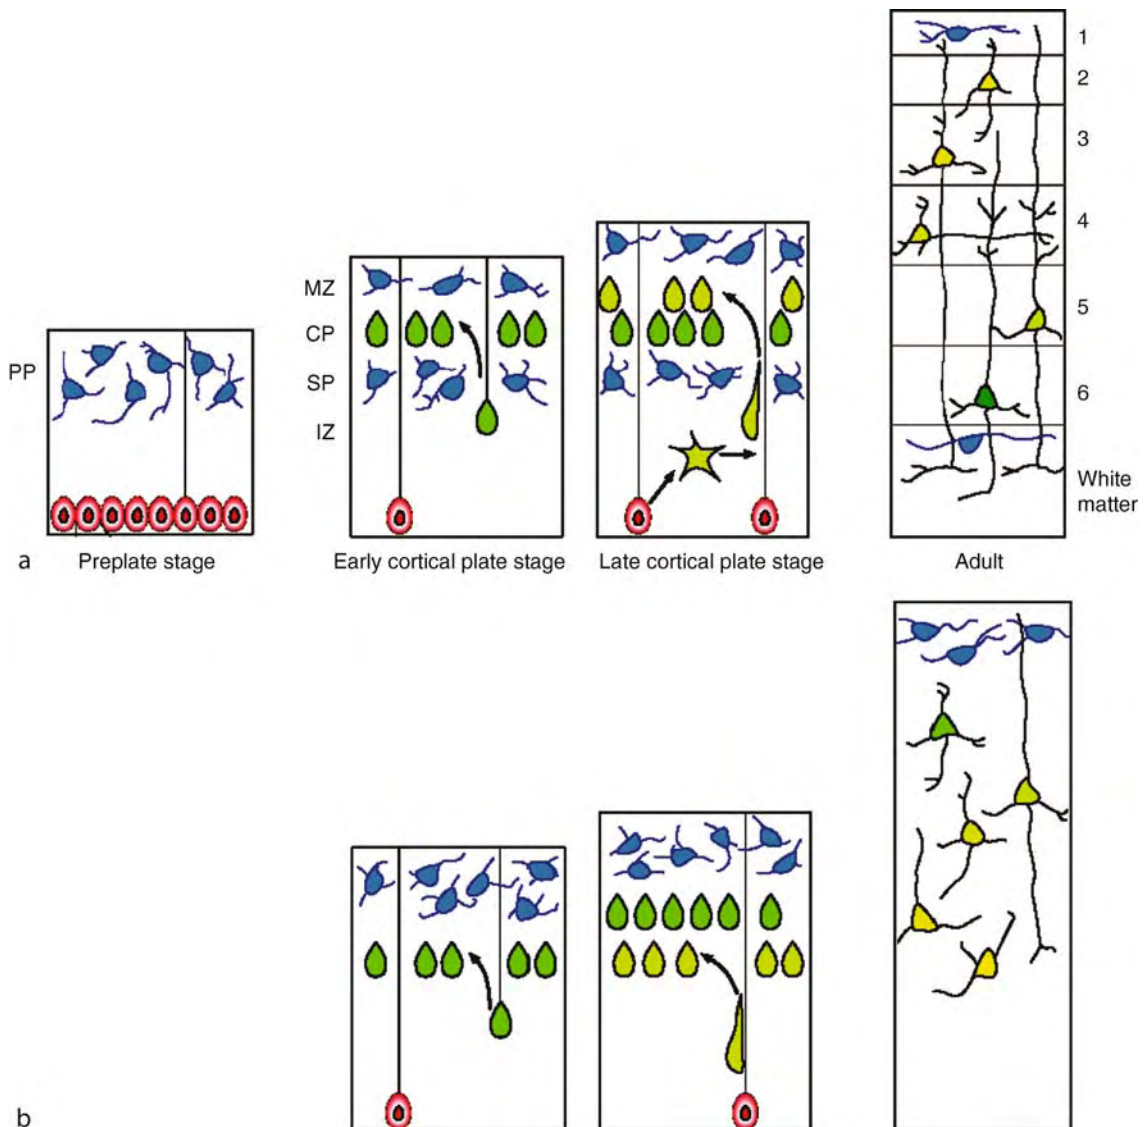 1
2
3
4
5
6
White
matter
MZ
CP
SP
IZ
PP
a
Preplate stage
Early cortical plate stage
Late cortical plate stage
Adult
b